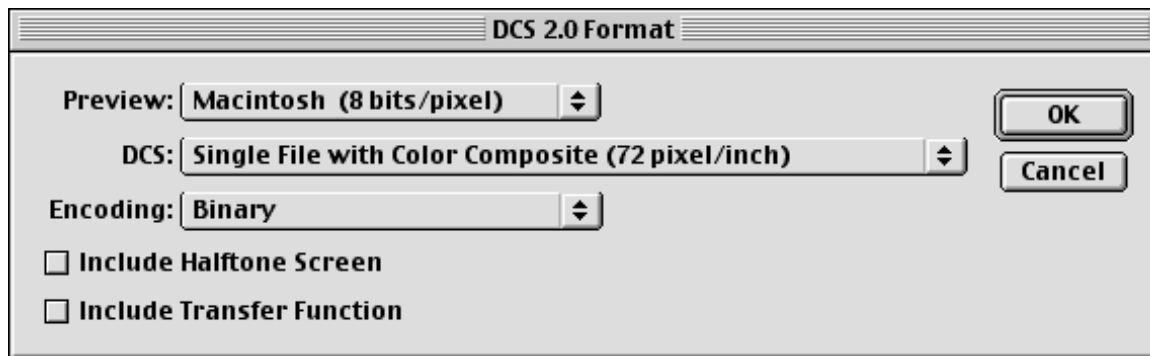 DCS 2.0 Format
Preview: Macintosh (8 bits/pixel)
OK
DCS: Single File with Color Composite (72 pixel/inch)
Cancel
Encoding: Binary
Include Halftone Screen
Include Transfer Function